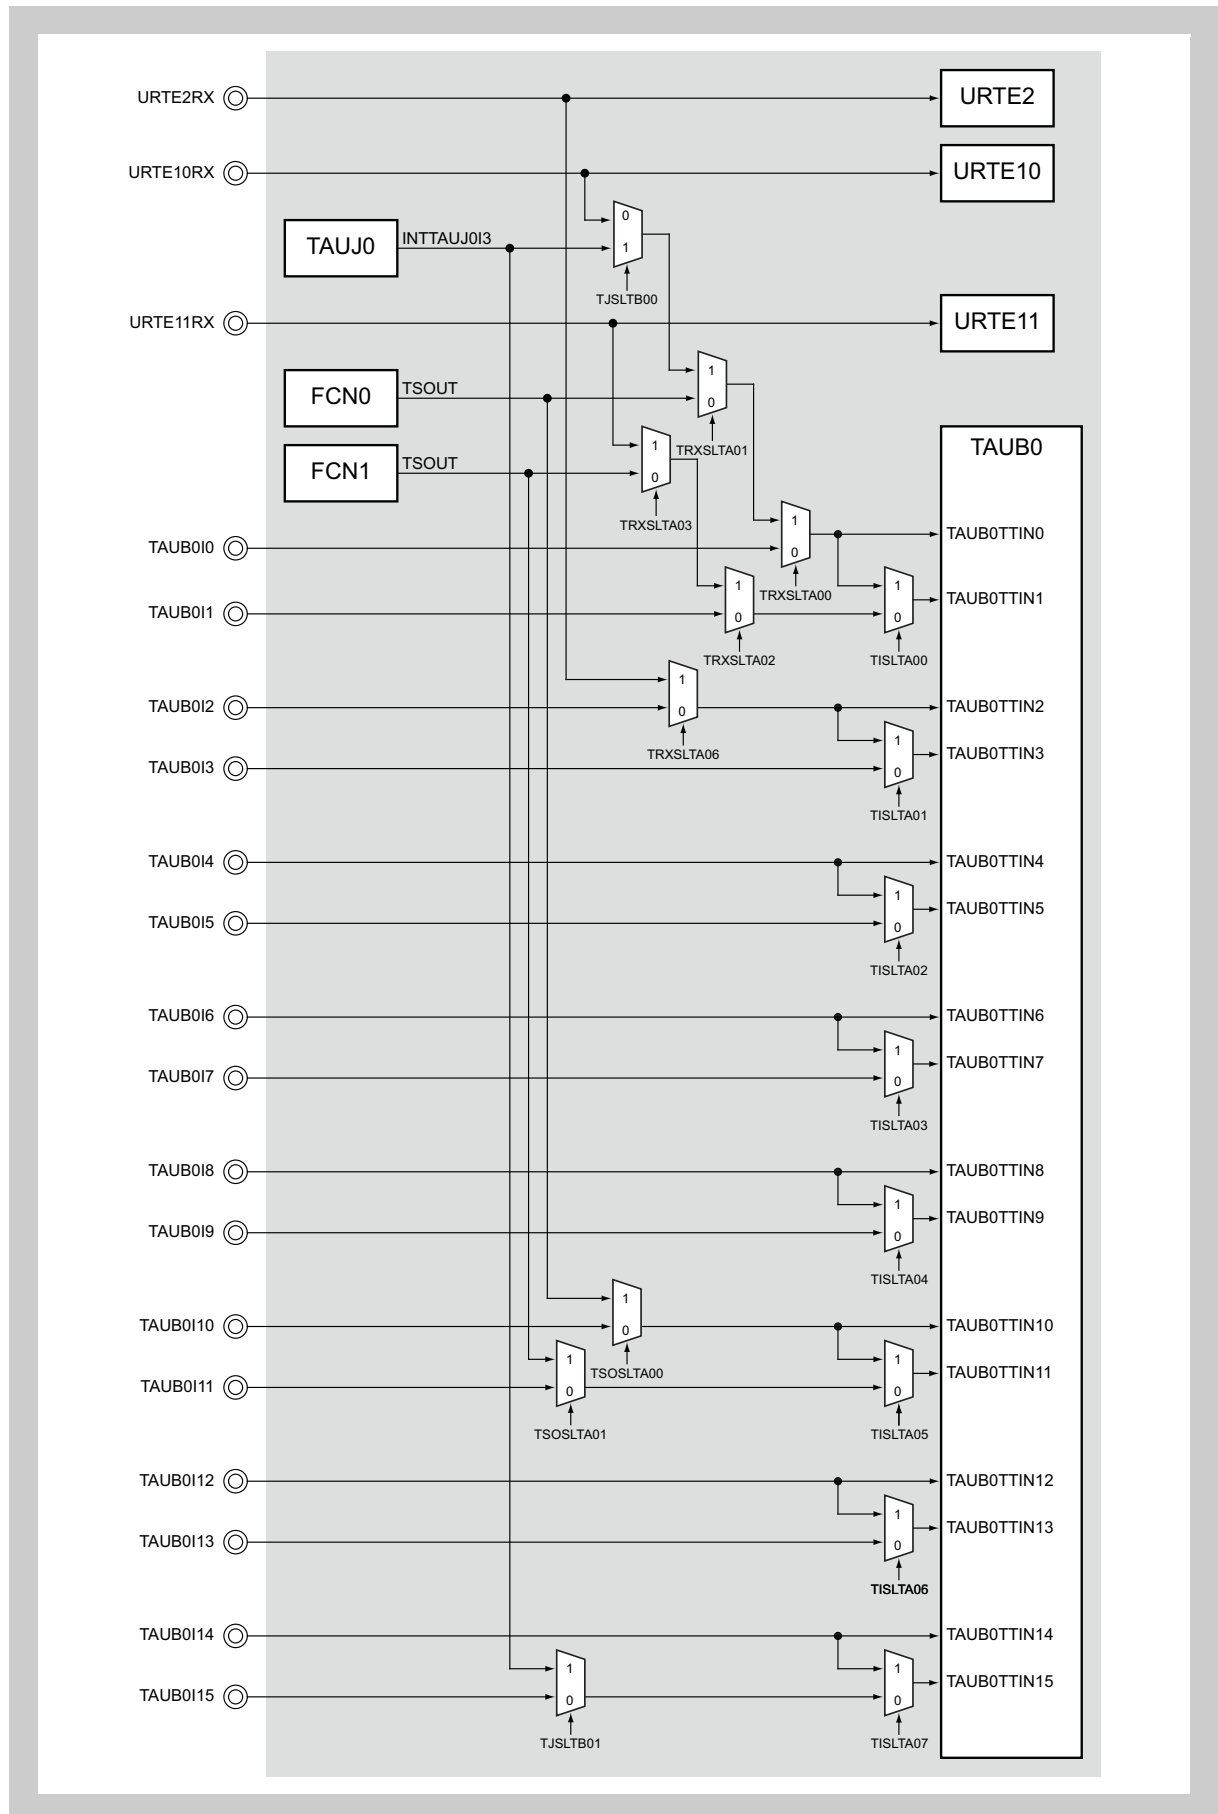 URTE2RX
URTE2
URTE10RX
URTE10
0
TAUJ0
INTTAUJ0I3
1
TJSLTB00
URTE11RX
URTE11
1
FCN0
TSOUT
0
TRXSLTA01
TAUB0
1
FCN1
TSOUT
0
TRXSLTA03
1
TAUB0TTIN0
TAUB0I0
0
TRXSLTA00
1
1
TAUB0TTIN1
TAUB0I1
0
0
TRXSLTA02
TISLTA00
1
TAUB0I2
0
TAUB0TTIN2
TRXSLTA06
1
TAUB0TTIN3
TAUB0I3
0
TISLTA01
TAUB0I4
TAUB0TTIN4
1
TAUB0TTIN5
TAUB0I5
0
TISLTA02
TAUB0I6
TAUB0TTIN6
1
TAUB0TTIN7
TAUB0I7
0
TISLTA03
TAUB0I8
TAUB0TTIN8
1
TAUB0TTIN9
TAUB0I9
0
TISLTA04
1
TAUB0I10
0
TAUB0TTIN10
1
TSOSLTA00
1
TAUB0TTIN11
TAUB0I11
0
0
TSOSLTA01
TISLTA05
TAUB0I12
TAUB0TTIN12
1
TAUB0TTIN13
TAUB0I13
0
TISLTA06
TAUB0I14
TAUB0TTIN14
1
1
TAUB0TTIN15
TAUB0I15
0
0
TJSLTB01
TISLTA07